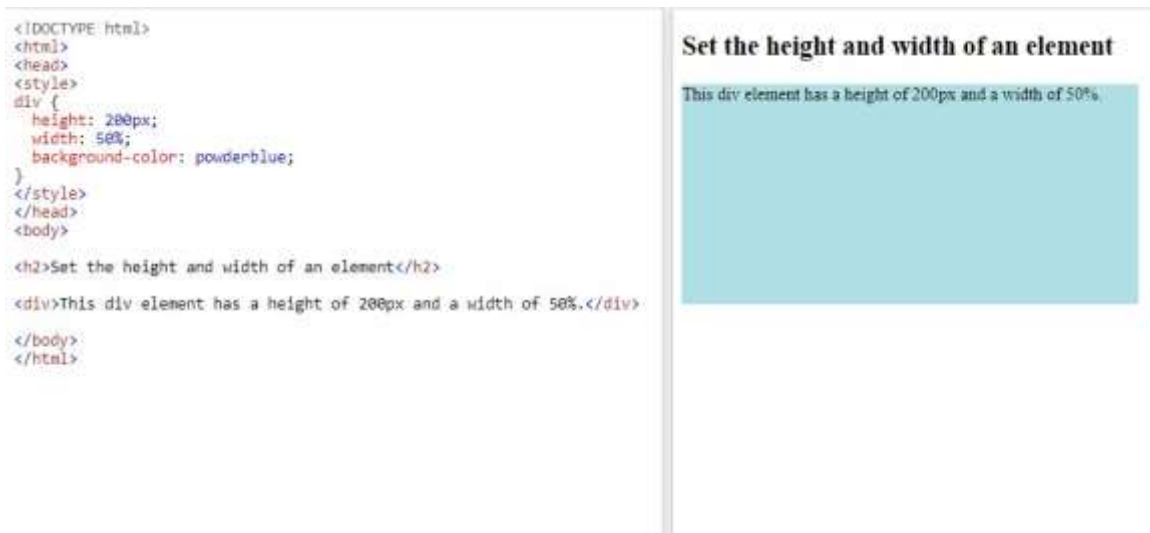 <!DOCTYPE html>
<html>
<head>
<style>
div {
  height: 200px;
  width: 50%;
  background-color: powderblue;
}
</style>
</head>
<body>
<h2>Set the height and width of an element</h2>
<div>This div element has a height of 200px and a width of 50%.</div>
</body>
</html>
Set the height and width of an element
This div element has a height of 200px and a width of 50%.